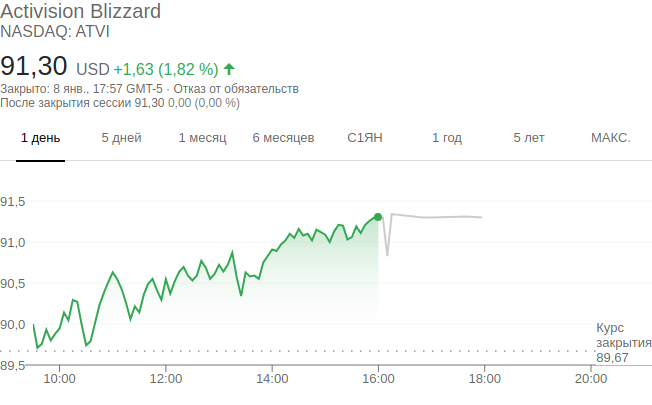 Activision Blizzard
NASDAQ: ATVI
91,30 USD +1,63 (1,82 %)
Закрыто: 8 янв., 17:57 GMT-5 · Отказ от обязательств
После закрытия сессии 91,30 0,00 (0,00 %)
1 день 5 дней 1 месяц 6 месяцев С1ЯН 1 год 5 лет МАКС.
91,5
91,0
90,5
90,0
Курс
закрытия
89,67
89,5
10:00 12:00 14:00 16:00 18:00 20:00